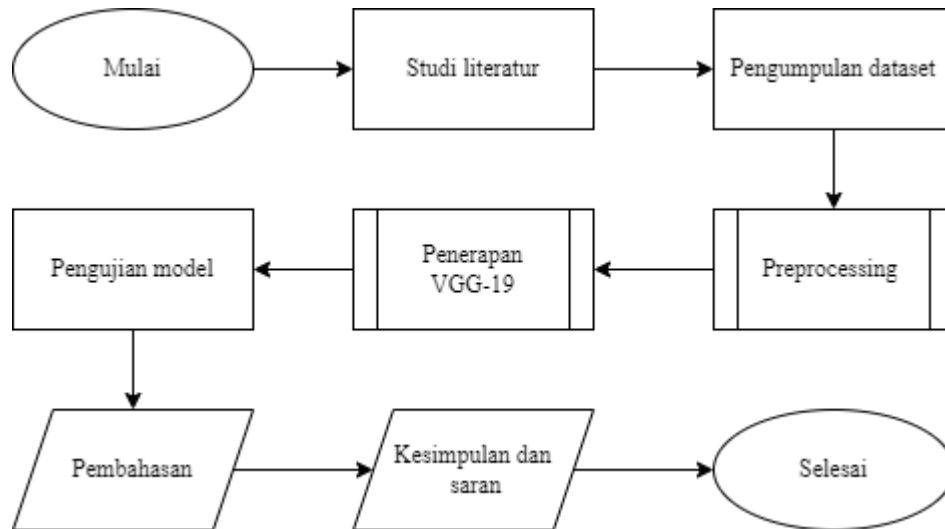 Mulai
Studi literatur
Pengumpulan dataset
Preprocessing
Penerapan
VGG-19
Pengujian model
Pembahasan
Kesimpulan dan
saran
Selesai